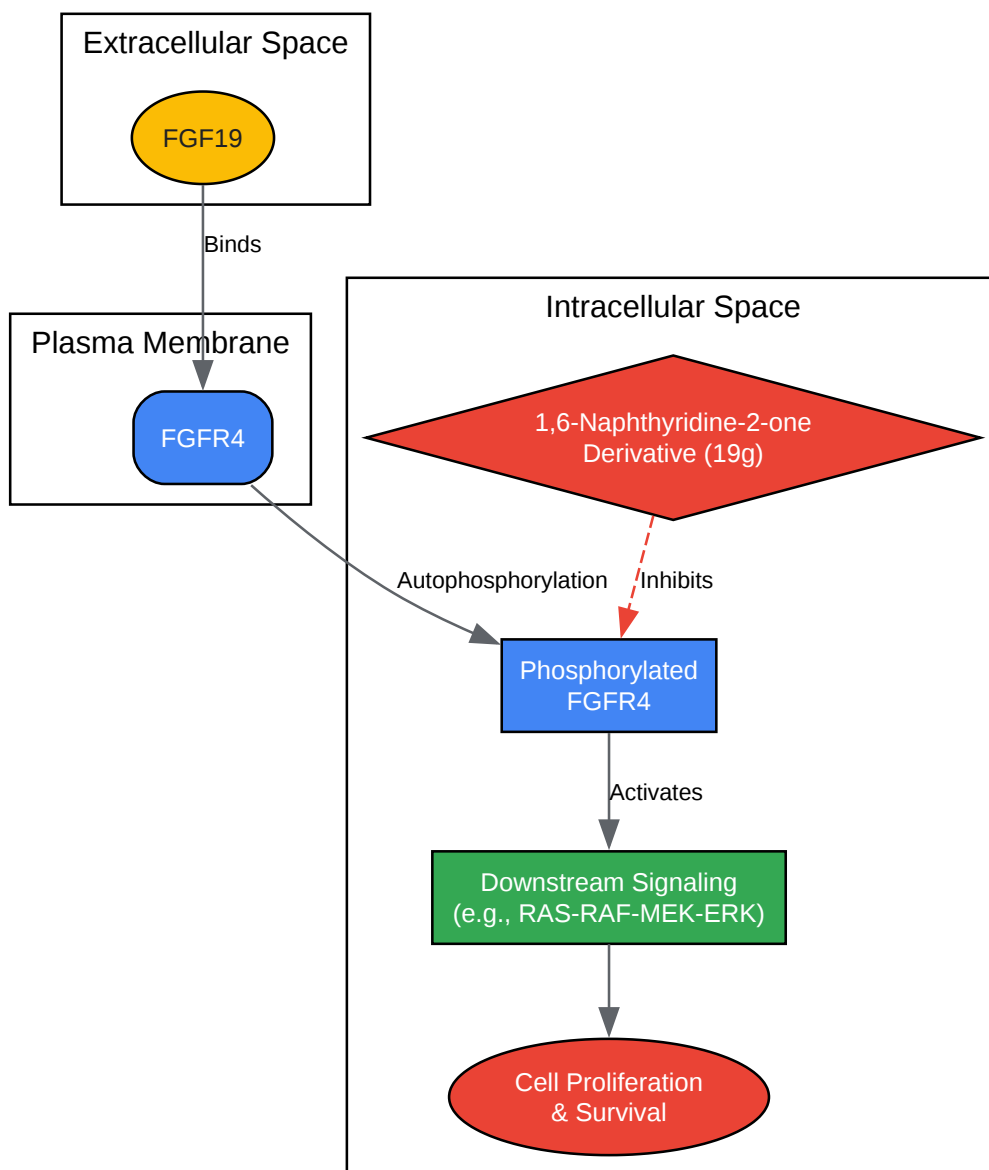 Extracellular Space
FGF19
Binds
Plasma Membrane
FGFR4
Intracellular Space
1,6-Naphthyridine-2-one
Derivative (19g)
Autophosphorylation
Inhibits
Phosphorylated
FGFR4
Activates
Downstream Signaling
(e.g., RAS-RAF-MEK-ERK)
Cell Proliferation
& Survival